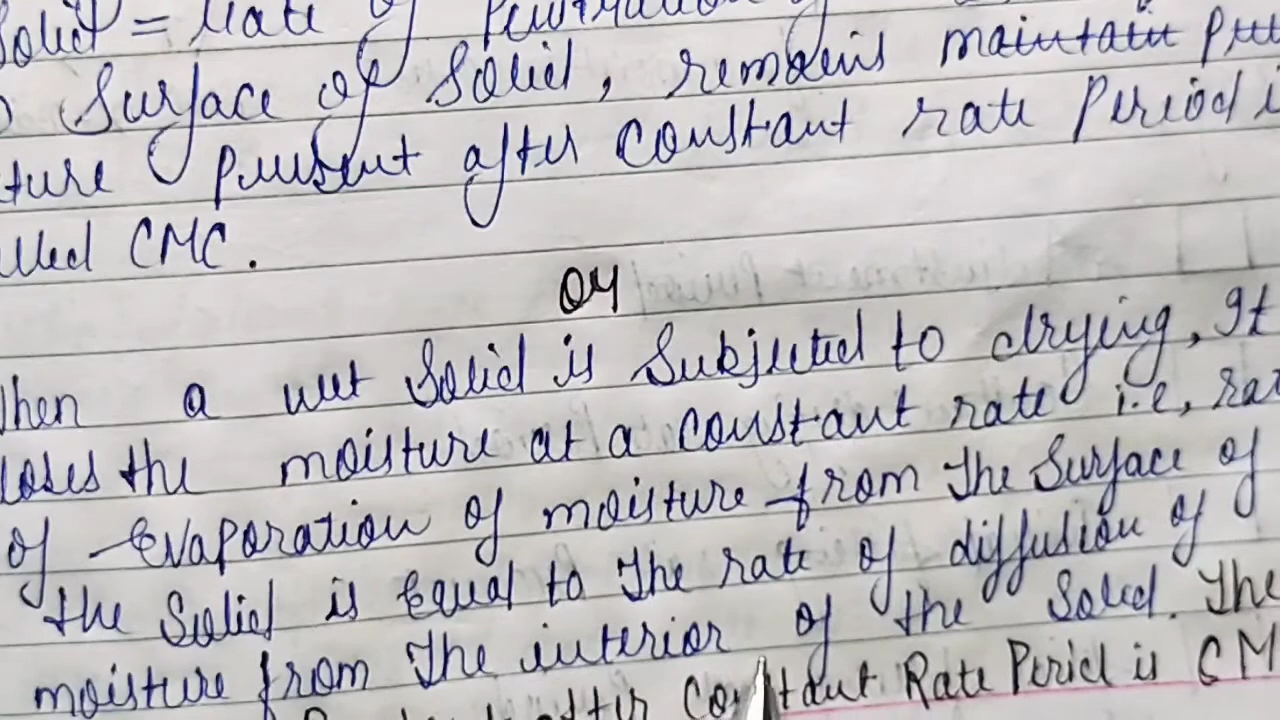 Solid = Rate of
Surface of Solid, remains maintain
ture present after constant rate Period i
lled CMC.
or
hen a wet Solid is Subjected to drying, It
loses the moisture at a constant rate i.e, rat
of Evaporation of moisture from The Surface of
the Solid is Equal to The rate of diffusion of
moisture from The interior of the Solid. The
after Constant Rate Period is CM